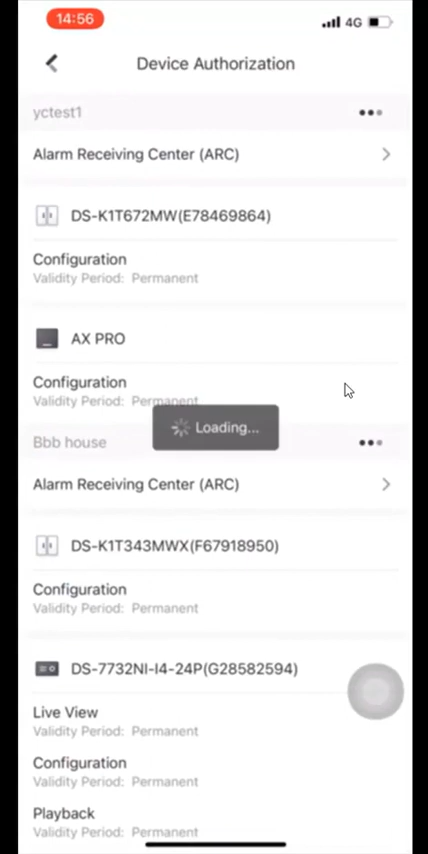 14:56
4G
Device Authorization
yctest1
Alarm Receiving Center (ARC)
DS-K1T672MW(E78469864)
Configuration
Validity Period: Permanent
AX PRO
Configuration
Validity Period: Permanent
Loading...
Bbb house
Alarm Receiving Center (ARC)
DS-K1T343MWX(F67918950)
Configuration
Validity Period: Permanent
DS-7732NI-I4-24P(G28582594)
Live View
Validity Period: Permanent
Configuration
Validity Period: Permanent
Playback
Validity Period: Permanent